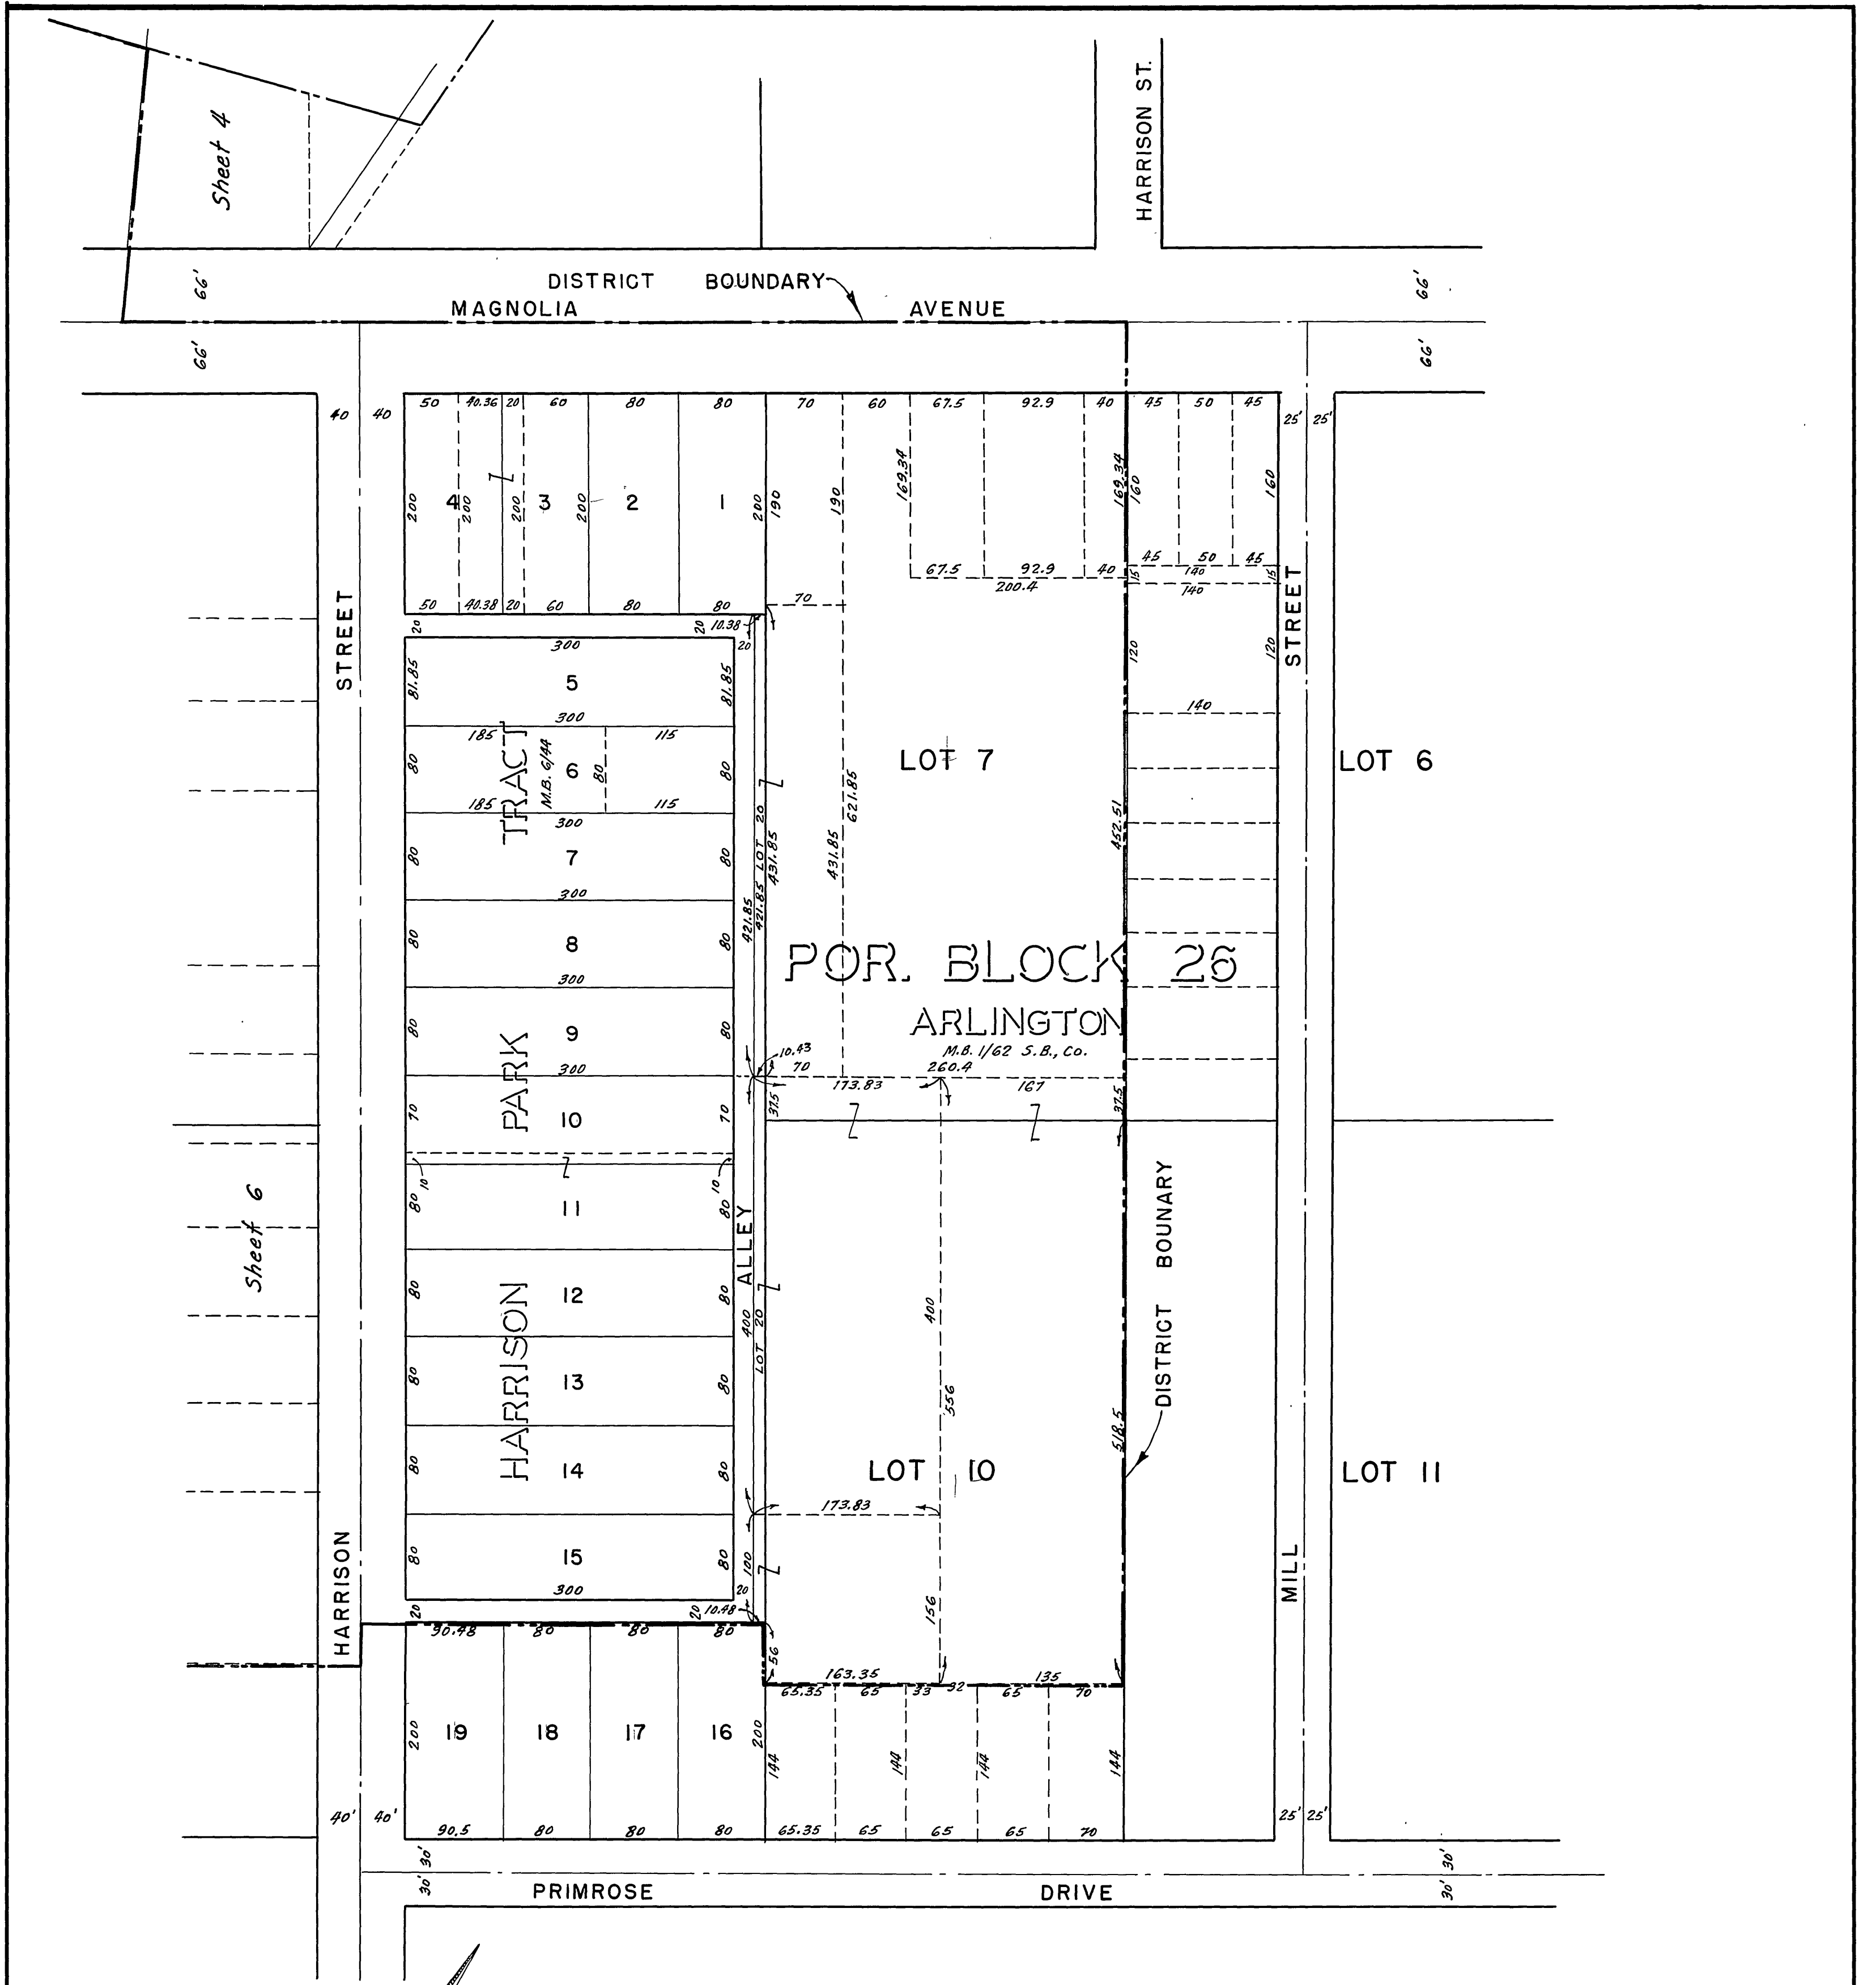 HARRISON ST.
Sheet 4
66'
DISTRICT BOUNDARY
66'
MAGNOLIA AVENUE
66'
66'
40 40
50 40.36 20 60 80 80 70 60 67.5 92.9 40 45 50 45
25' 25'
200 4 200 200 3 200 2 1 200 190 190 169.34 169.34 160 160
45 50 45
67.5 92.9 40 15 140 15
200.4 140
50 40.38 20 60 80 80 70
20 20 10.38
20
300
STREET
81.85 5 81.85
120 120
STREET
300
185 115
140
TRACT
M.B. 6/44
80 6 80 80
LOT 7
LOT 6
185 115
300
621.85
LOT 20
80 7 80
431.85 431.85 452.51
300
421.85 421.85
80 8 80
POR. BLOCK 26
300
ARLINGTON
80 9 80
M.B. 1/62 S.B., Co.
PARK
10.43
300 70 260.4
173.83 167
70 10 70
37.5 37.5
10 10
80 11 80
Sheet 6
ALLEY
DISTRICT BOUNARY
80 12 80
400 LOT 20 400
HARRISON
80 13 80
556
518.5
80 14 80
LOT 10
LOT 11
173.83
80 15 80
100
300 20
156
MILL
HARRISON
20 20 10.48
90.48 80 80 80
56
163.35 135
65.35 65 33 32 65 70
200 19 18 17 16 200
144 144 144 144
40' 40'
25' 25'
90.5 80 80 80 65.35 65 65 65 70
30' 30'
30' 30'
PRIMROSE DRIVE